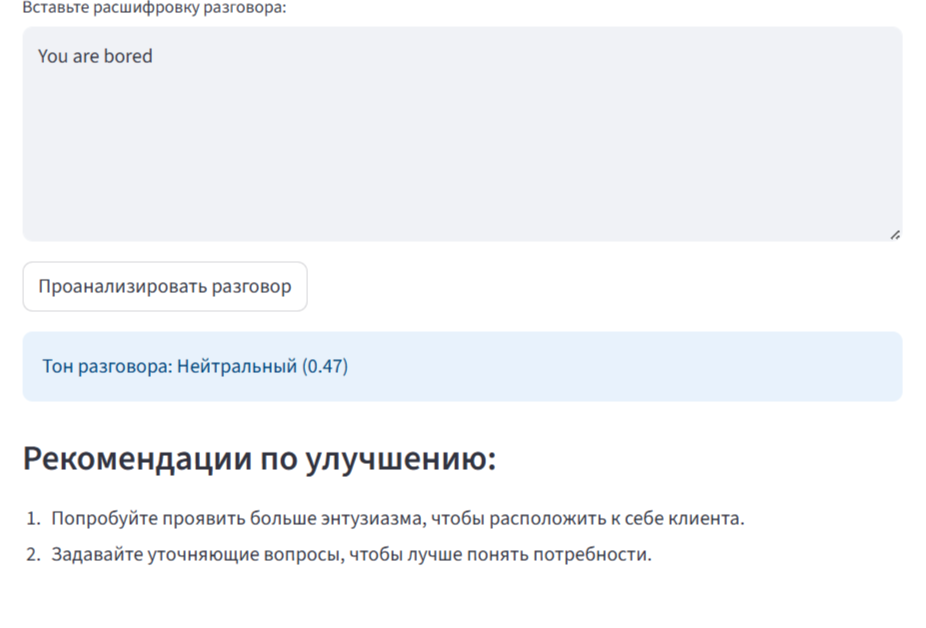 Вставьте расшифровку разговора:
You are bored
Проанализировать разговор
Тон разговора: Нейтральный (0.47)
Рекомендации по улучшению:
1. Попробуйте проявить больше энтузиазма, чтобы расположить к себе клиента.
2. Задавайте уточняющие вопросы, чтобы лучше понять потребности.